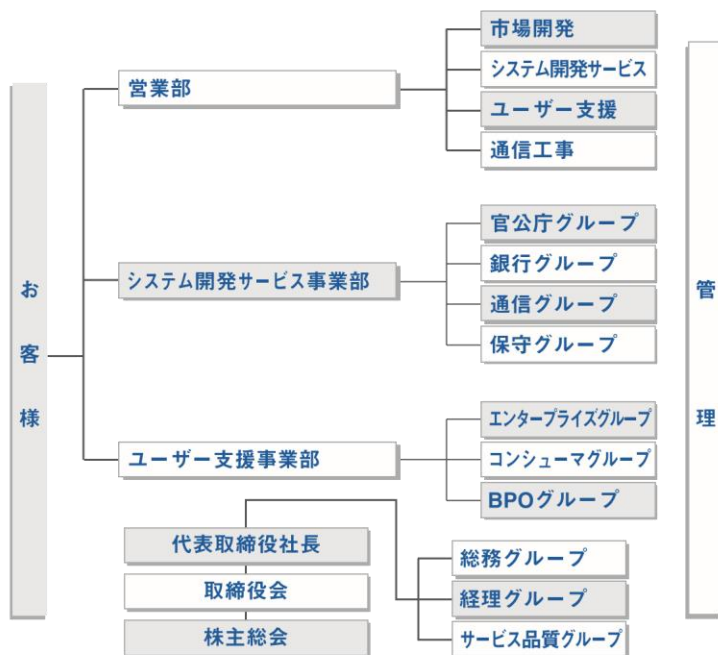 お客様
営業部
市場開発
システム開発サービス
ユーザー支援
通信工事
システム開発サービス事業部
官公庁グループ
銀行グループ
通信グループ
保守グループ
ユーザー支援事業部
エンタープライズグループ
コンシューマグループ
BPOグループ
代表取締役社長
取締役会
株主総会
総務グループ
経理グループ
サービス品質グループ
管理